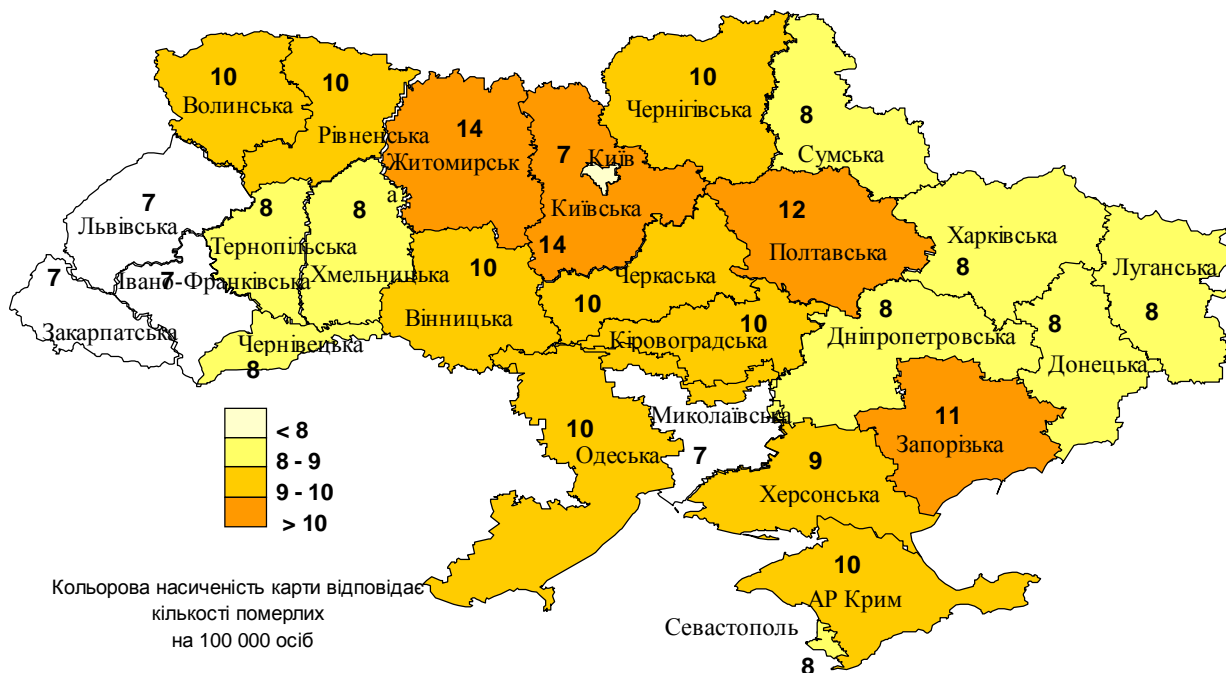 10
Волинська
10
Рівненська
14
Житомирськ
а
7
Київ
Київська
14
10
Чернігівська
8
Сумська
7
Львівська
8
Тернопільська
8
Хмельницька
7
Івано-Франківська
7
Закарпатська
Чернівецька
8
10
Вінницька
Черкаська
10
10
Кіровоградська
12
Полтавська
Харківська
8
Луганська
8
8
Дніпропетровська
8
Донецька
11
Запорізька
Миколаївська
7
10
Одеська
9
Херсонська
10
АР Крим
Севастополь
8
< 8
8 - 9
9 - 10
> 10
Кольорова насиченість карти відповідає
кількості померлих
на 100 000 осіб